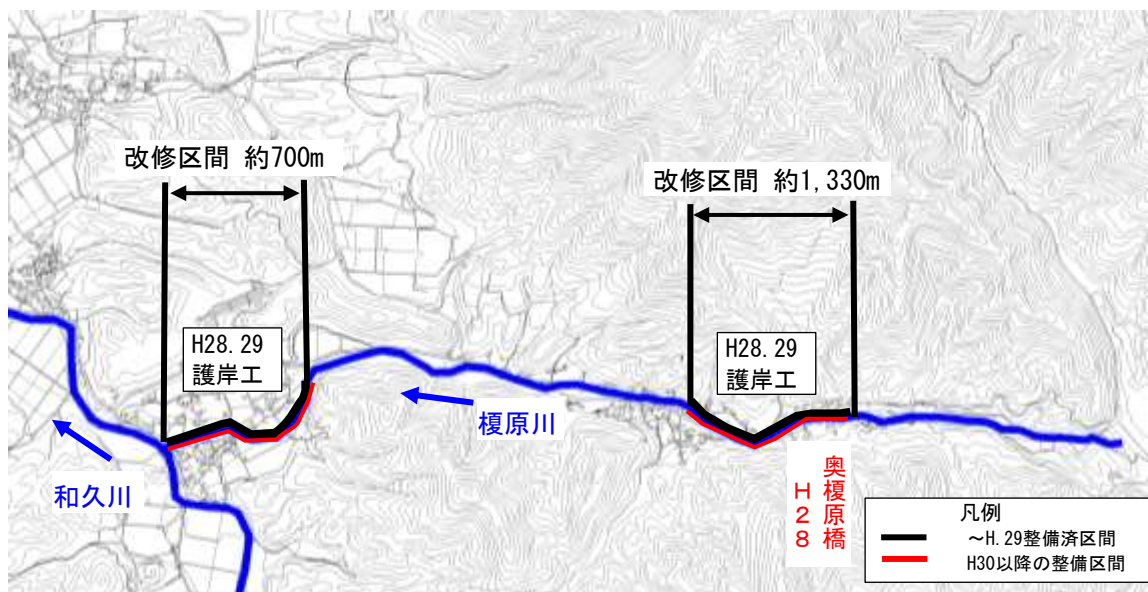 改修区間 約700m
改修区間 約1,330m
H28.29
護岸工
H28.29
護岸工
榎原川
和久川
奥榎原橋
H28
凡例
～H.29整備済区間
H30以降の整備区間